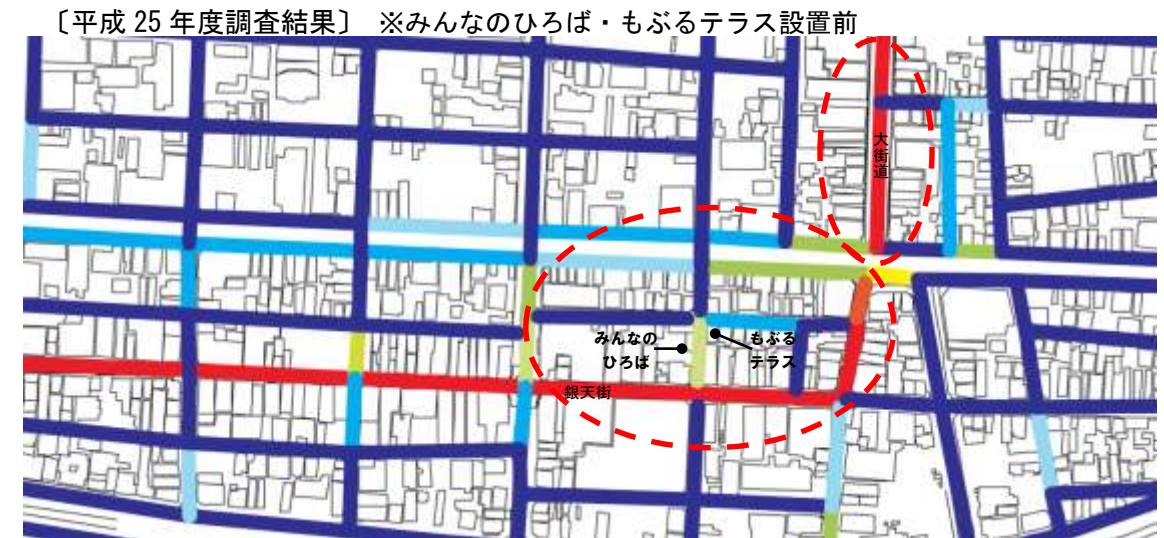 〔平成 25 年度調査結果〕 ※みんなのひろば・もぶるテラス設置前
大街道
みんなの
ひろば
もぶる
テラス
銀天街